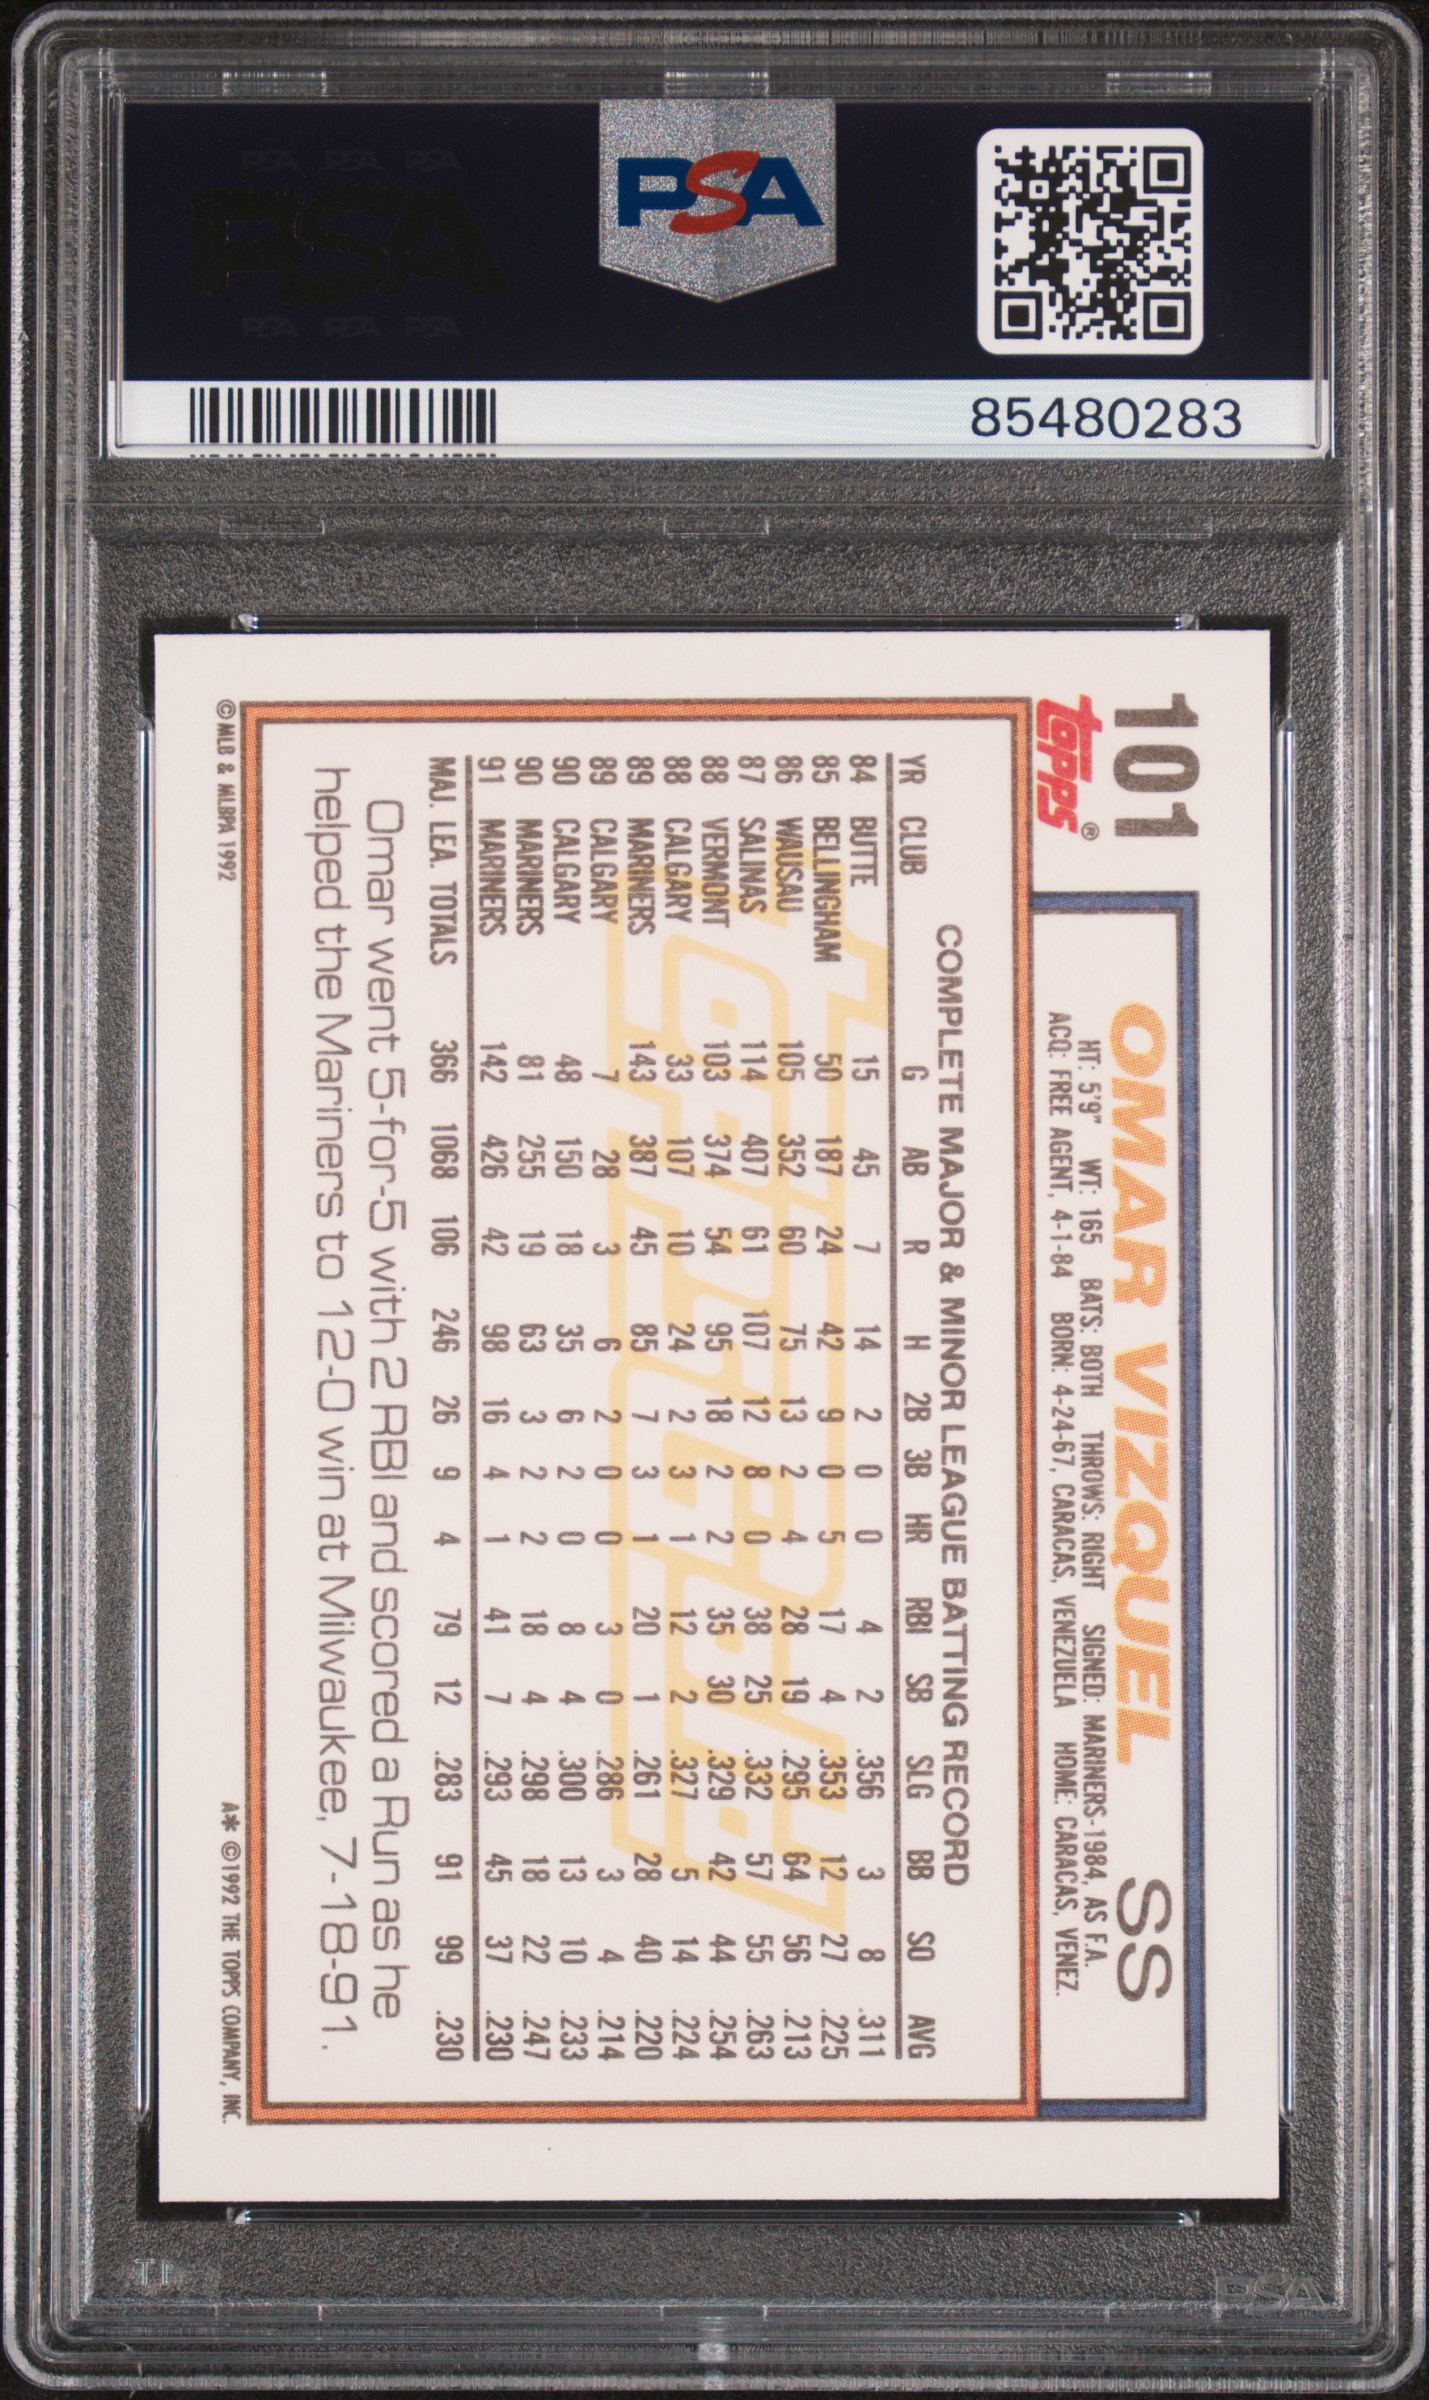 PSA PSA PSA
PSA
PSA PSA PSA
PSA
85480283
101
topps®
OMAR VIZQUEL SS
HT: 5'9" WT: 165 BATS: BOTH THROWS: RIGHT SIGNED: MARINERS-1984, AS F.A.
ACQ: FREE AGENT, 4-1-84 BORN: 4-24-67, CARACAS, VENEZUELA HOME: CARACAS, VENEZ.
COMPLETE MAJOR & MINOR LEAGUE BATTING RECORD
YR CLUB G AB R H 2B 3B HR RBI SB SLG BB SO AVG
84 BUTTE 15 45 7 14 2 0 0 4 2 .356 3 8 .311
85 BELLINGHAM 50 187 24 42 9 0 5 17 4 .353 12 27 .225
86 WAUSAU 105 352 60 75 13 2 4 28 19 .295 64 56 .213
87 SALINAS 114 407 61 107 12 8 0 38 25 .332 57 55 .263
88 VERMONT 103 374 54 95 18 2 2 35 30 .329 42 44 .254
88 CALGARY 33 107 10 24 2 3 1 12 2 .327 5 14 .224
89 MARINERS 143 387 45 85 7 3 1 20 1 .261 28 40 .220
89 CALGARY 7 28 3 6 2 0 0 3 0 .286 3 4 .214
90 CALGARY 48 150 18 35 6 2 0 8 4 .300 13 10 .233
90 MARINERS 81 255 19 63 3 2 2 18 4 .298 18 22 .247
91 MARINERS 142 426 42 98 16 4 1 41 7 .293 45 37 .230
MAJ. LEA. TOTALS 366 1068 106 246 26 9 4 79 12 .283 91 99 .230
ToppsGold
Omar went 5-for-5 with 2 RBI and scored a Run as he
helped the Mariners to 12-0 win at Milwaukee, 7-18-91.
© MLB & MLBPA 1992 A* ©1992 THE TOPPS COMPANY, INC.
PSA